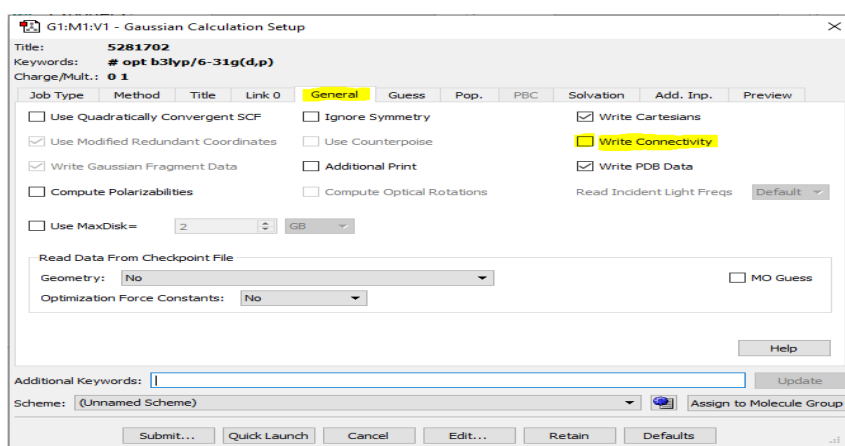 G1:M1:V1 - Gaussian Calculation Setup
Title: 5281702
Keywords: # opt b3lyp/6-31g(d,p)
Charge/Mult.: 0 1
Job Type Method Title Link 0 General Guess Pop. PBC Solvation Add. Inp. Preview
Use Quadratically Convergent SCF Ignore Symmetry Write Cartesians
Use Modified Redundant Coordinates Use Counterpoise Write Connectivity
Write Gaussian Fragment Data Additional Print Write PDB Data
Compute Polarizabilities Compute Optical Rotations Read Incident Light Freqs Default
Use MaxDisk= 2 GB
Read Data From Checkpoint File
Geometry: No MO Guess
Optimization Force Constants: No
Help
Additional Keywords: Update
Scheme: (Unnamed Scheme) Assign to Molecule Group
Submit... Quick Launch Cancel Edit... Retain Defaults